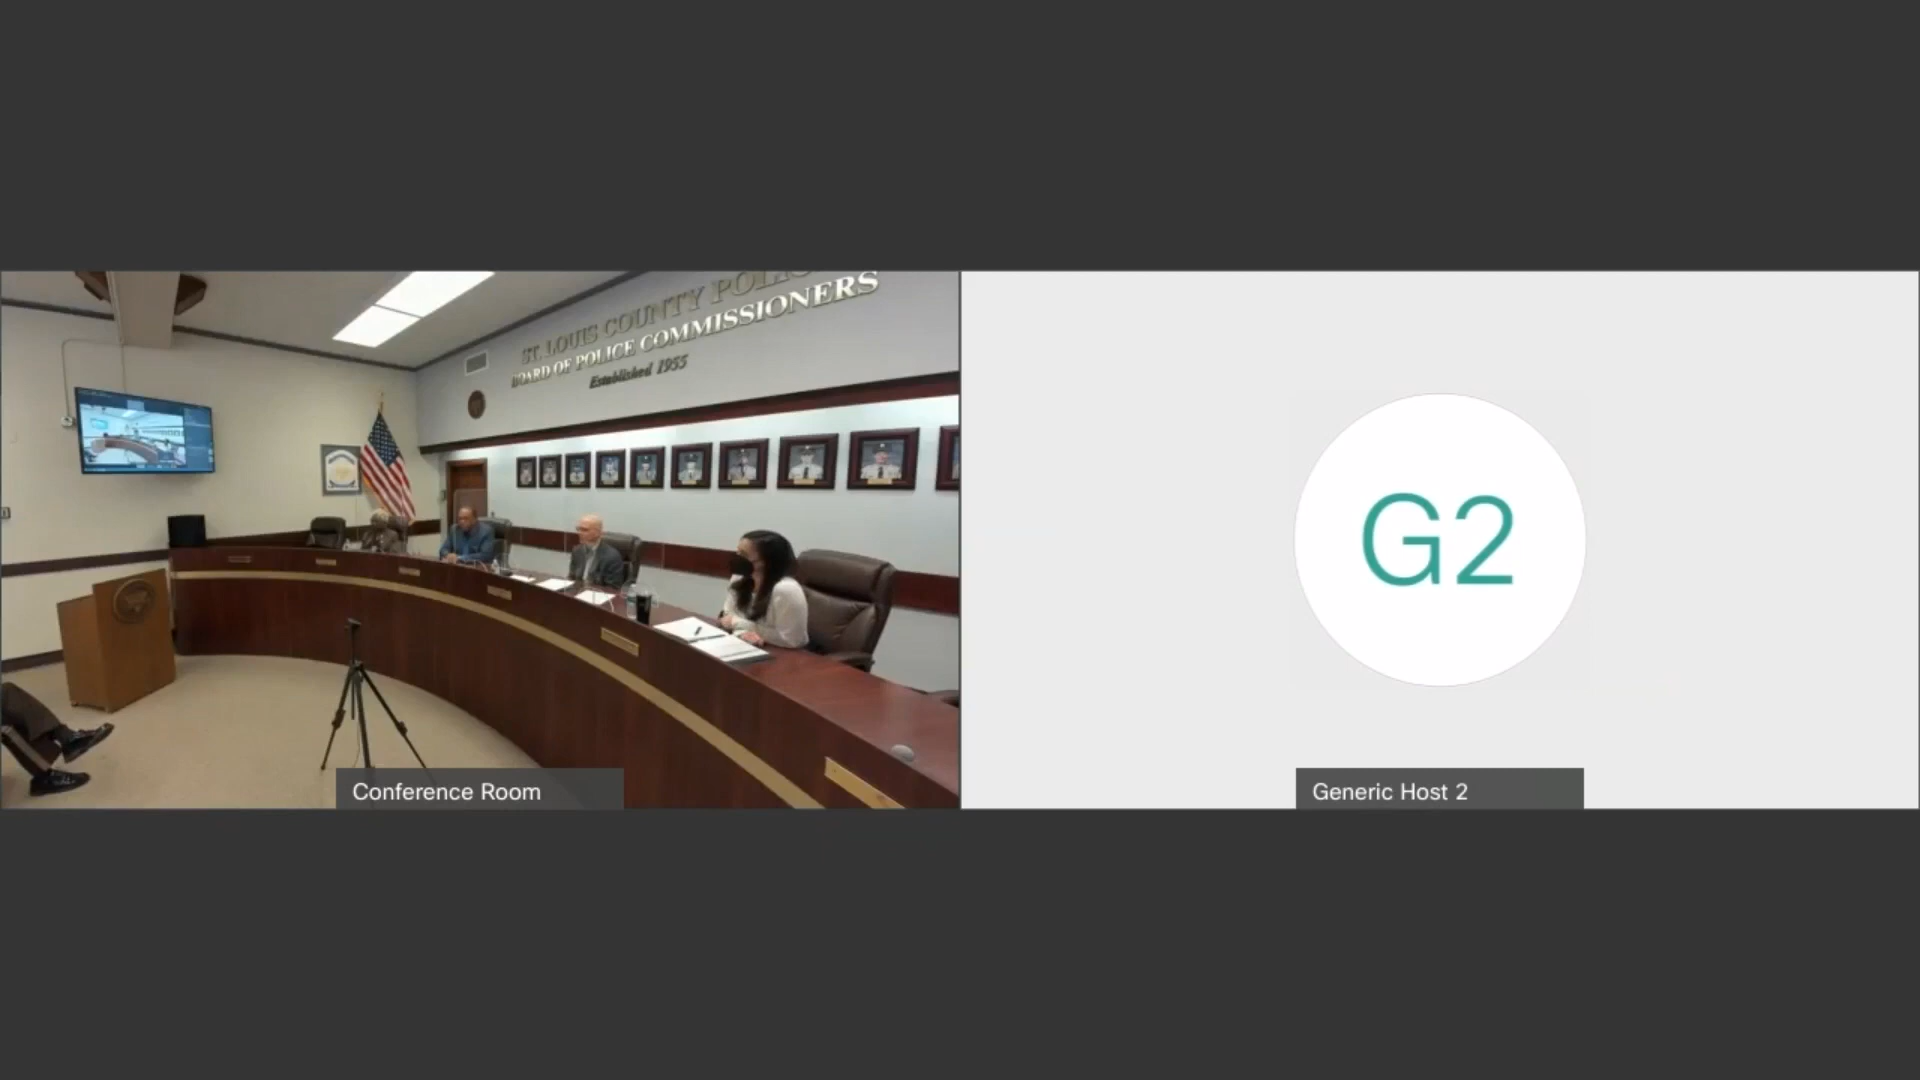 ST. LOUIS COUNTY POLICE
BOARD OF POLICE COMMISSIONERS
Established 1955
Conference Room
G2
Generic Host 2